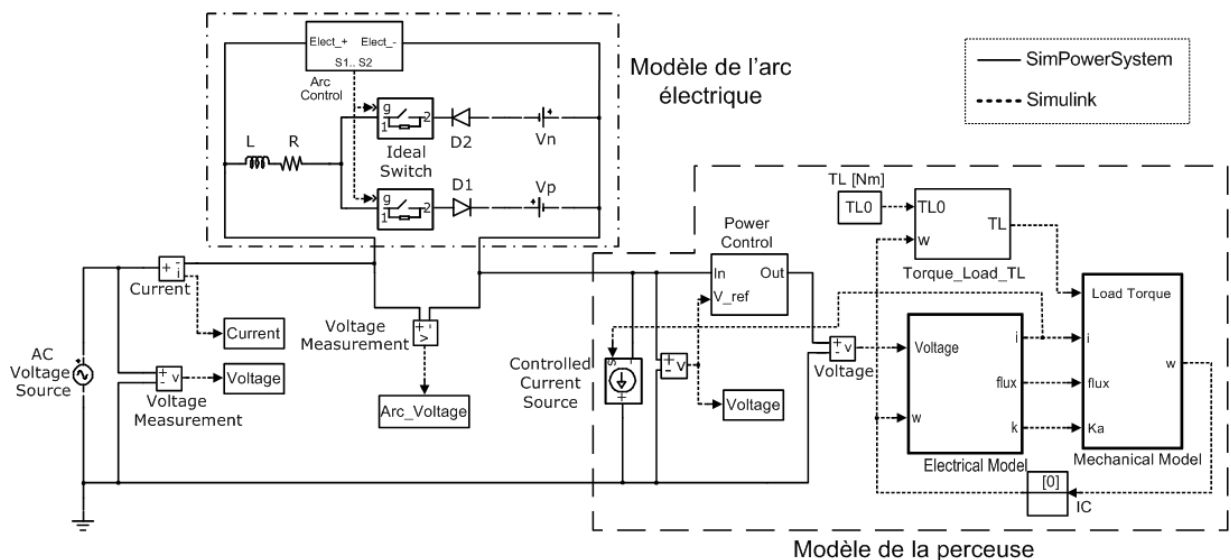 Elect_+ Elect_-
S1.. S2
Arc
Control
Modèle de l'arc
électrique
SimPowerSystem
Simulink
g
1 2
D2
Vn
L
R
Ideal
Switch
D1
Vp
g
1 2
TL [Nm]
TL0
TL0
TL
w
Torque_Load_TL
Power
Control
In Out
V_ref
+ -
i
Current
Current
Voltage
Measurement
+ -
v
Arc_Voltage
AC
Voltage
Source
+
-
v
Voltage
Voltage
Measurement
Controlled
Current
Source
s
+
-
+
-
v
Voltage
+
-
v
Voltage
Voltage
i
flux
w
k
Electrical Model
Load Torque
i
w
flux
Ka
Mechanical Model
[0]
IC
Modèle de la perceuse